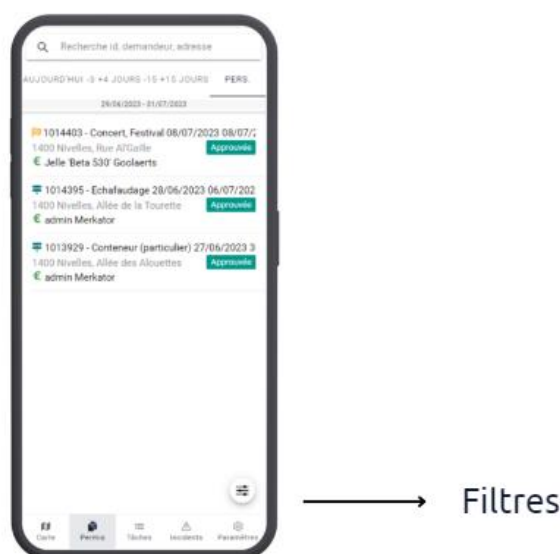 Recherche id, demandeur, adresse
AUJOURD'HUI -3 +4 JOURS -15 +15 JOURS PERS.
29/06/2023 - 01/07/2023
1014403 - Concert, Festival 08/07/2023 08/07/2
1400 Nivelles, Rue Al'Gaille Approuvée
€ Jelle 'Beta S30' Goolaerts
1014395 - Echafaudage 28/06/2023 06/07/202
1400 Nivelles, Allée de la Tourette Approuvée
€ admin Merkator
1013929 - Conteneur (particulier) 27/06/2023 3
1400 Nivelles, Allée des Alouettes Approuvée
€ admin Merkator
Filtres
Carte Permis Tâches Incidents Paramètres